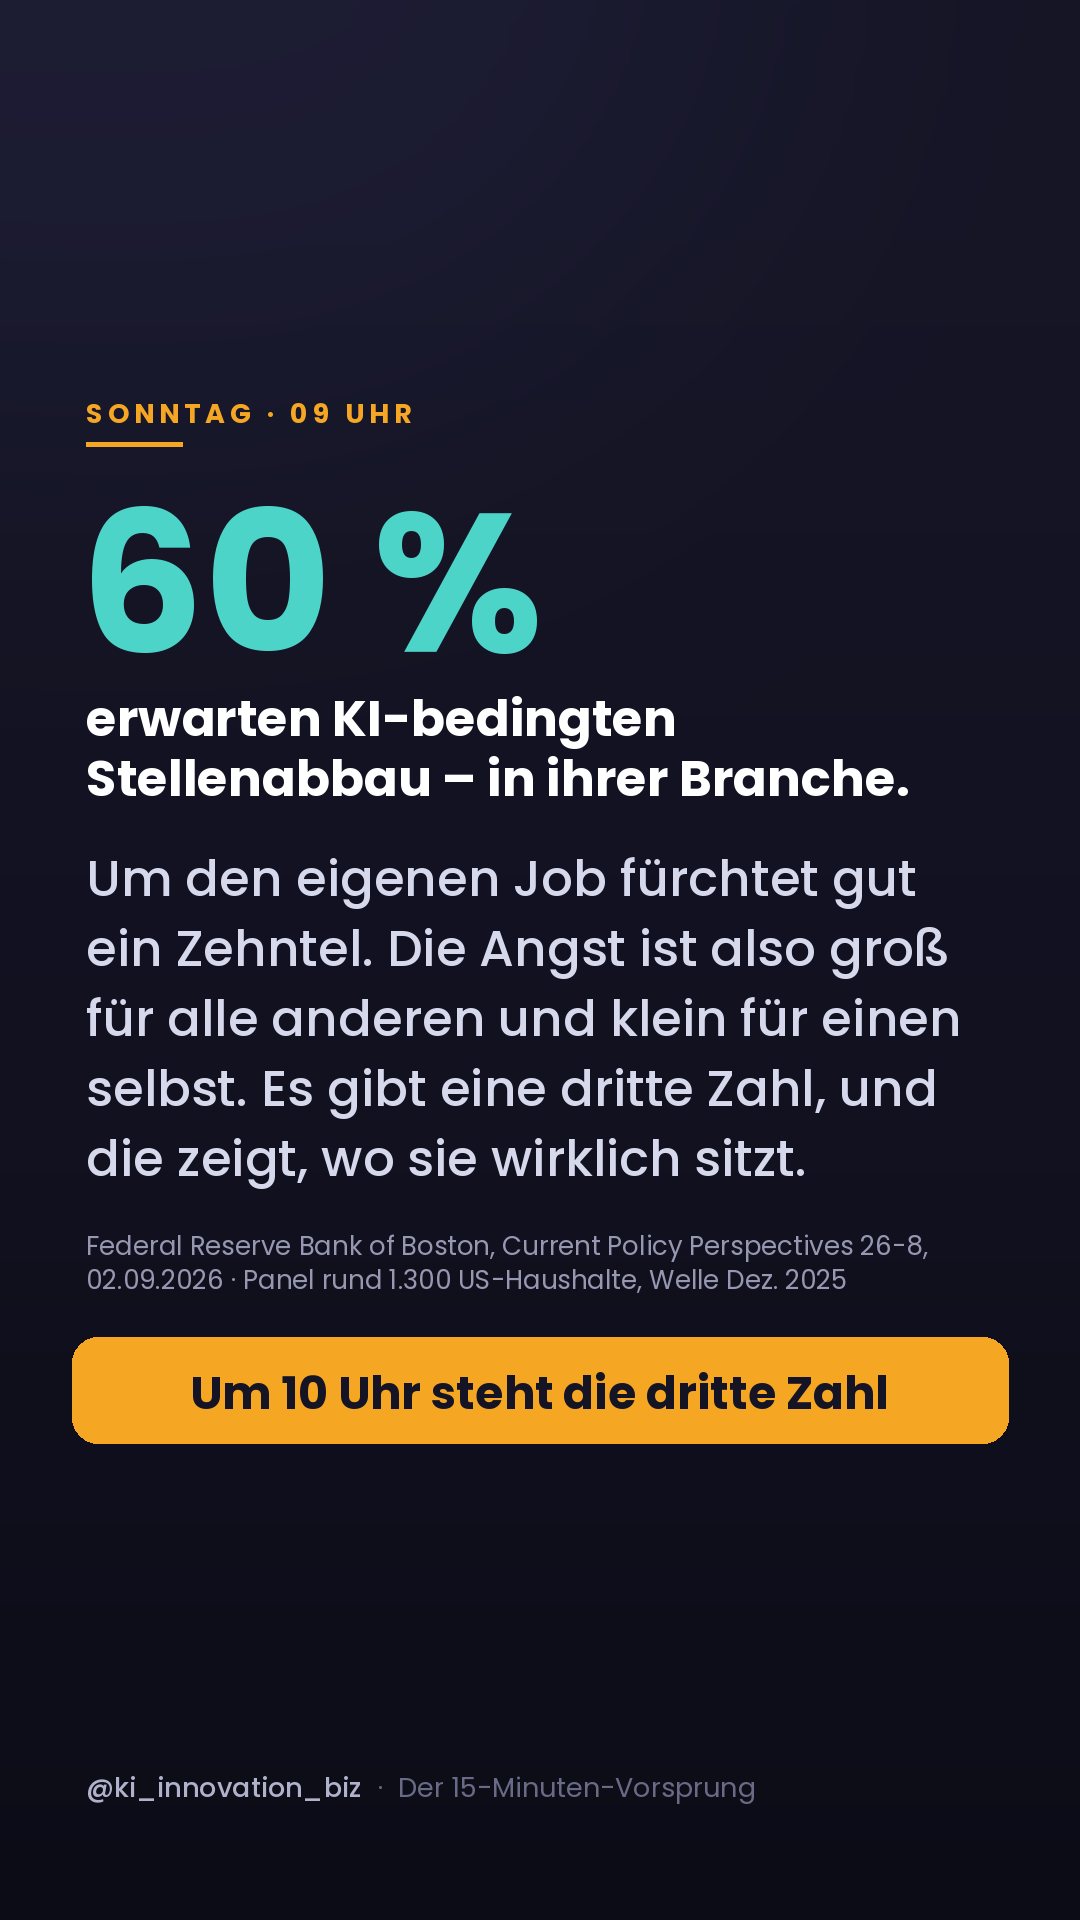 SONNTAG · 09 UHR
60 %
erwarten KI-bedingten
Stellenabbau – in ihrer Branche.
Um den eigenen Job fürchtet gut
ein Zehntel. Die Angst ist also groß
für alle anderen und klein für einen
selbst. Es gibt eine dritte Zahl, und
die zeigt, wo sie wirklich sitzt.
Federal Reserve Bank of Boston, Current Policy Perspectives 26-8,
02.09.2026 · Panel rund 1.300 US-Haushalte, Welle Dez. 2025
Um 10 Uhr steht die dritte Zahl
@ki_innovation_biz · Der 15-Minuten-Vorsprung